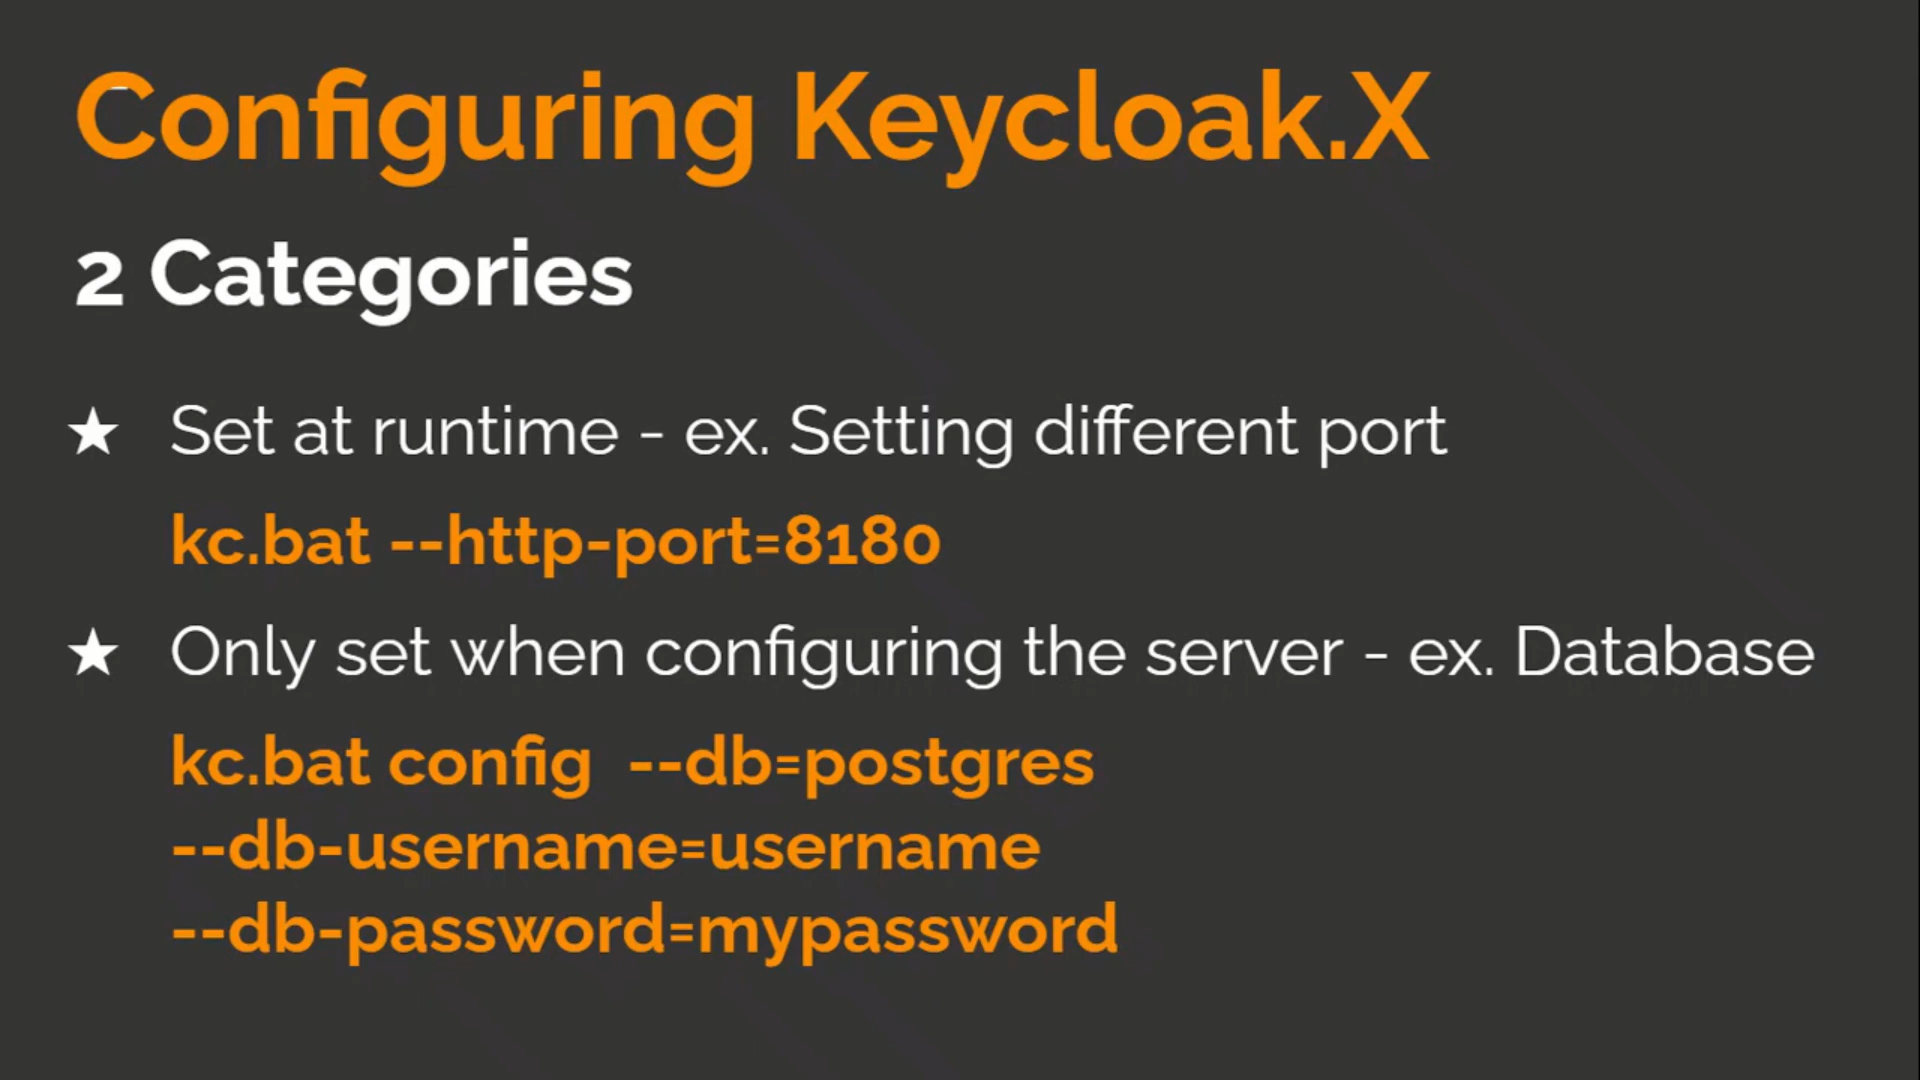 Configuring Keycloak.X
2 Categories
★ Set at runtime - ex. Setting different port
kc.bat --http-port=8180
★ Only set when configuring the server - ex. Database
kc.bat config  --db=postgres
--db-username=username
--db-password=mypassword